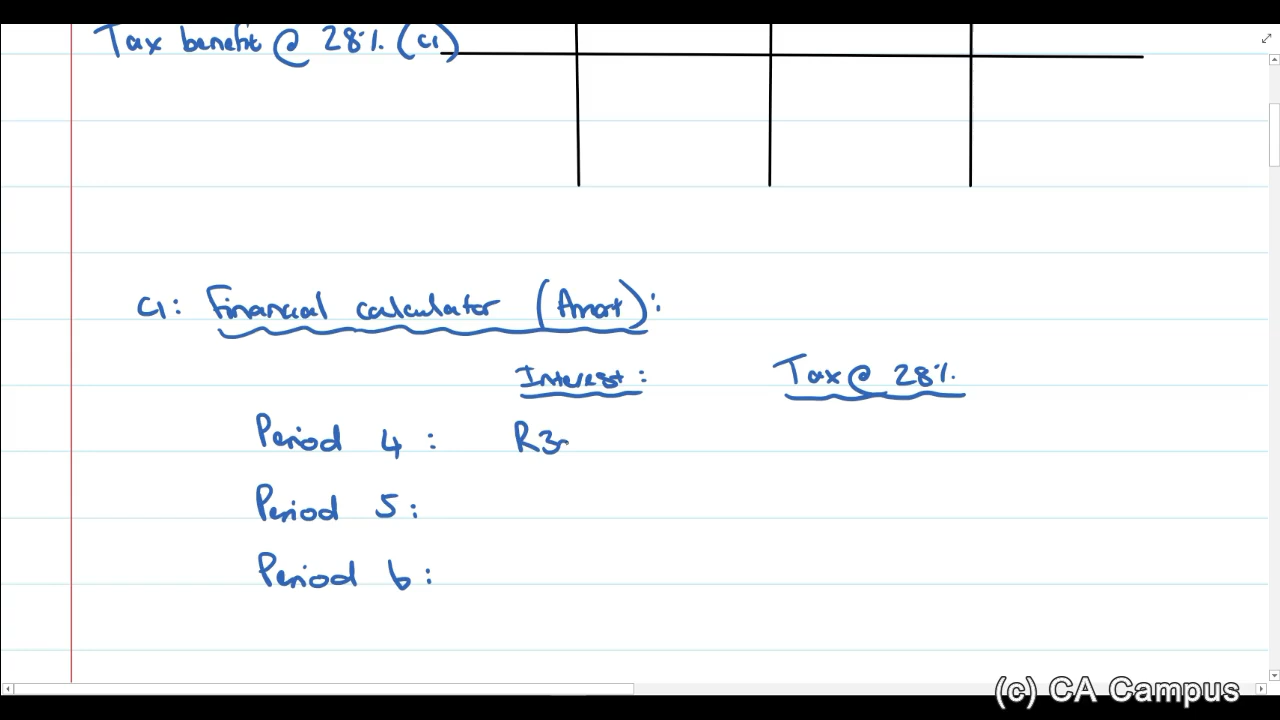 Tax benefit @ 28%. (C1)
C1: Financial calculator (Amort):
Interest: Tax @ 28%.
Period 4: R3
Period 5:
Period 6:
(c) CA Campus